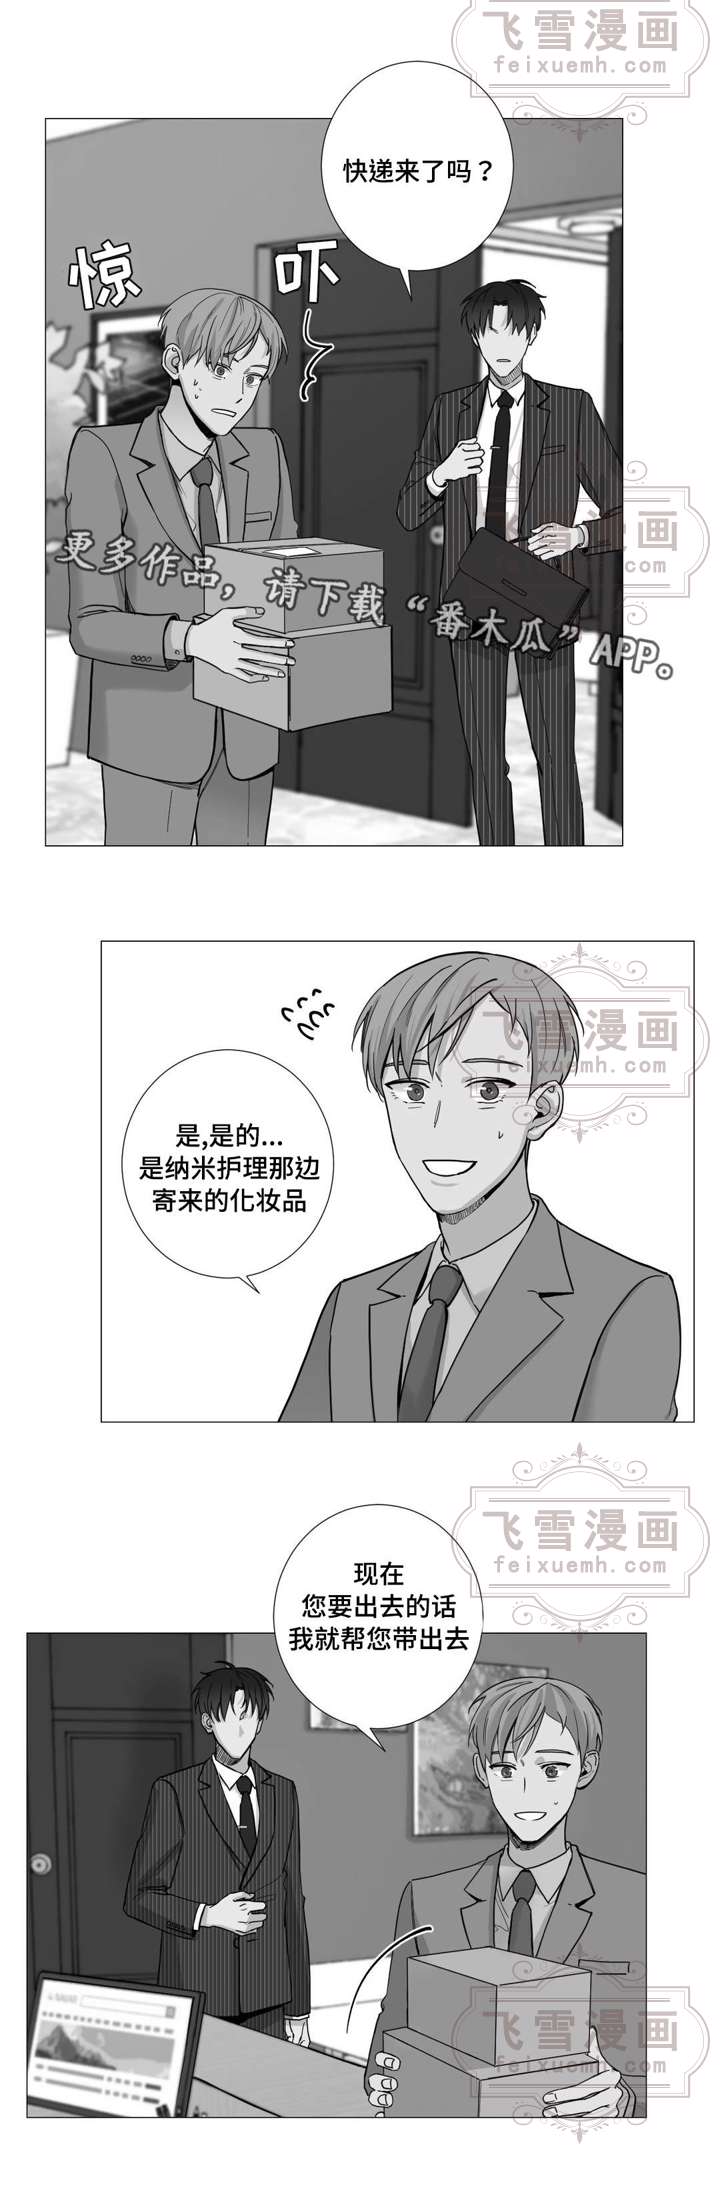 飞雪漫画
feixuemh.com
快递来了吗？
惊 吓
飞雪漫画
feixuemh.com
更多作品，请下载“番木瓜”APP。
飞雪漫画
feixuemh.com
是,是的...
是纳米护理那边
寄来的化妆品
飞雪漫画
feixuemh.com
现在
您要出去的话
我就帮您带出去
飞雪漫画
feixuemh.com